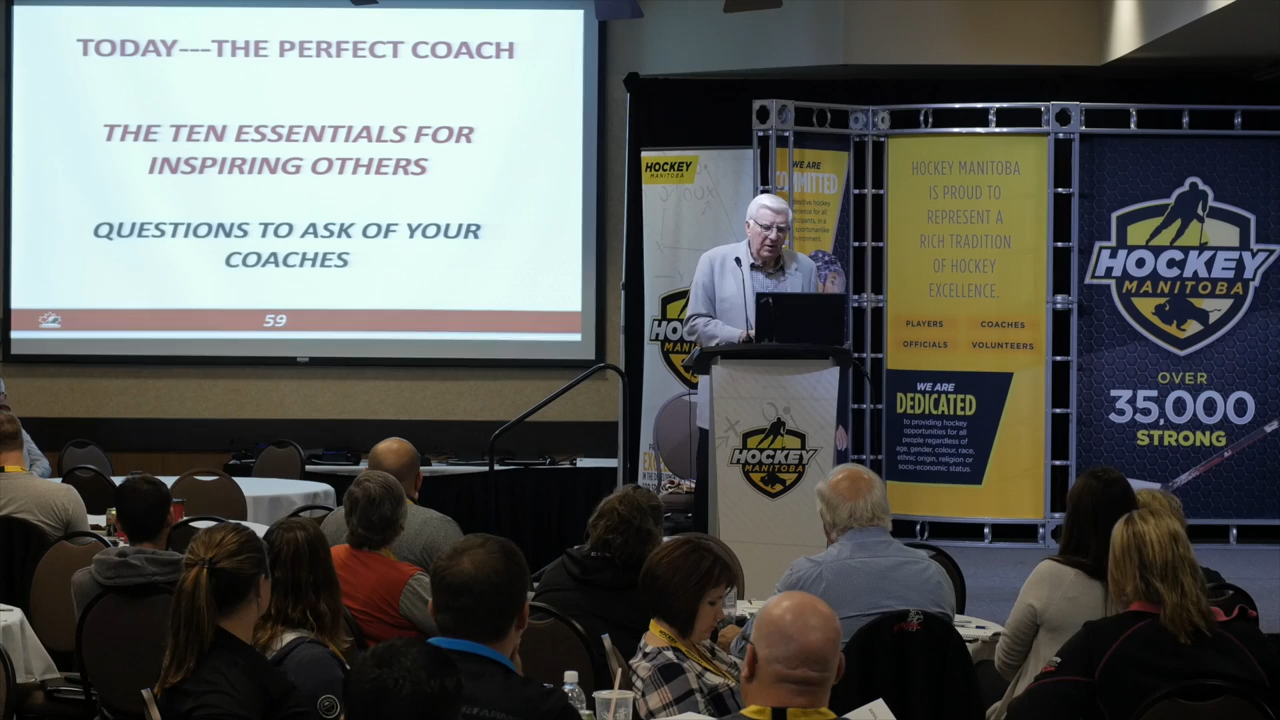 TODAY---THE PERFECT COACH
THE TEN ESSENTIALS FOR
INSPIRING OTHERS
QUESTIONS TO ASK OF YOUR
COACHES
59
HOCKEY
MANITOBA
WE ARE
COMMITTED
HOCKEY MANITOBA
IS PROUD TO
REPRESENT A
RICH TRADITION
OF HOCKEY
EXCELLENCE.
PLAYERS COACHES
OFFICIALS VOLUNTEERS
WE ARE
DEDICATED
to providing hockey
opportunities for all
people regardless of
age, gender, colour, race,
ethnic origin, religion or
socio-economic status.
HOCKEY
MANITOBA
OVER
35,000
STRONG
HOCKEY
MANITOBA